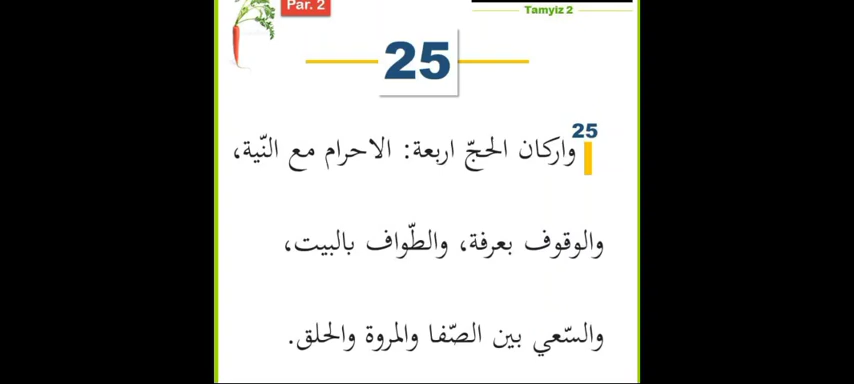 Par. 2
Tamyiz 2
25
25
واركان الحجّ اربعة: الاحرام مع النّية،
والوقوف بعرفة، والطّواف بالبيت،
والسّعي بين الصّفا والمروة والحلق.